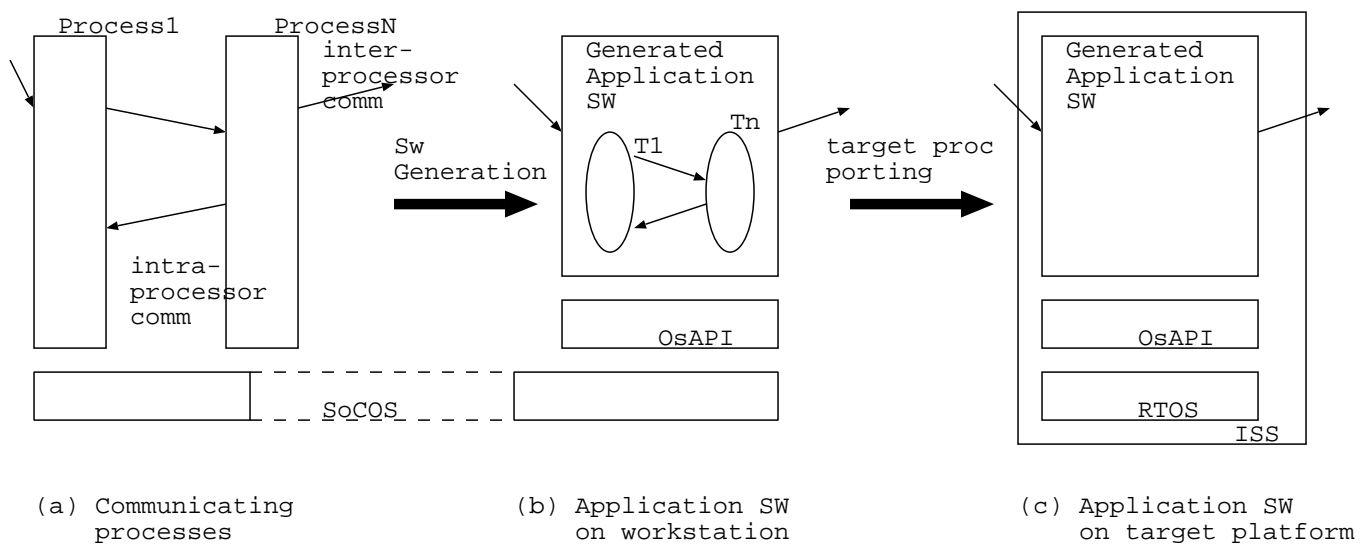 Process1
ProcessN
inter-
processor
comm
intra-
processor
comm
Sw
Generation
Generated
Application
SW
T1
Tn
OsAPI
SoCOS
target proc
porting
Generated
Application
SW
OsAPI
RTOS
ISS
(a) Communicating
processes
(b) Application SW
on workstation
(c) Application SW
on target platform